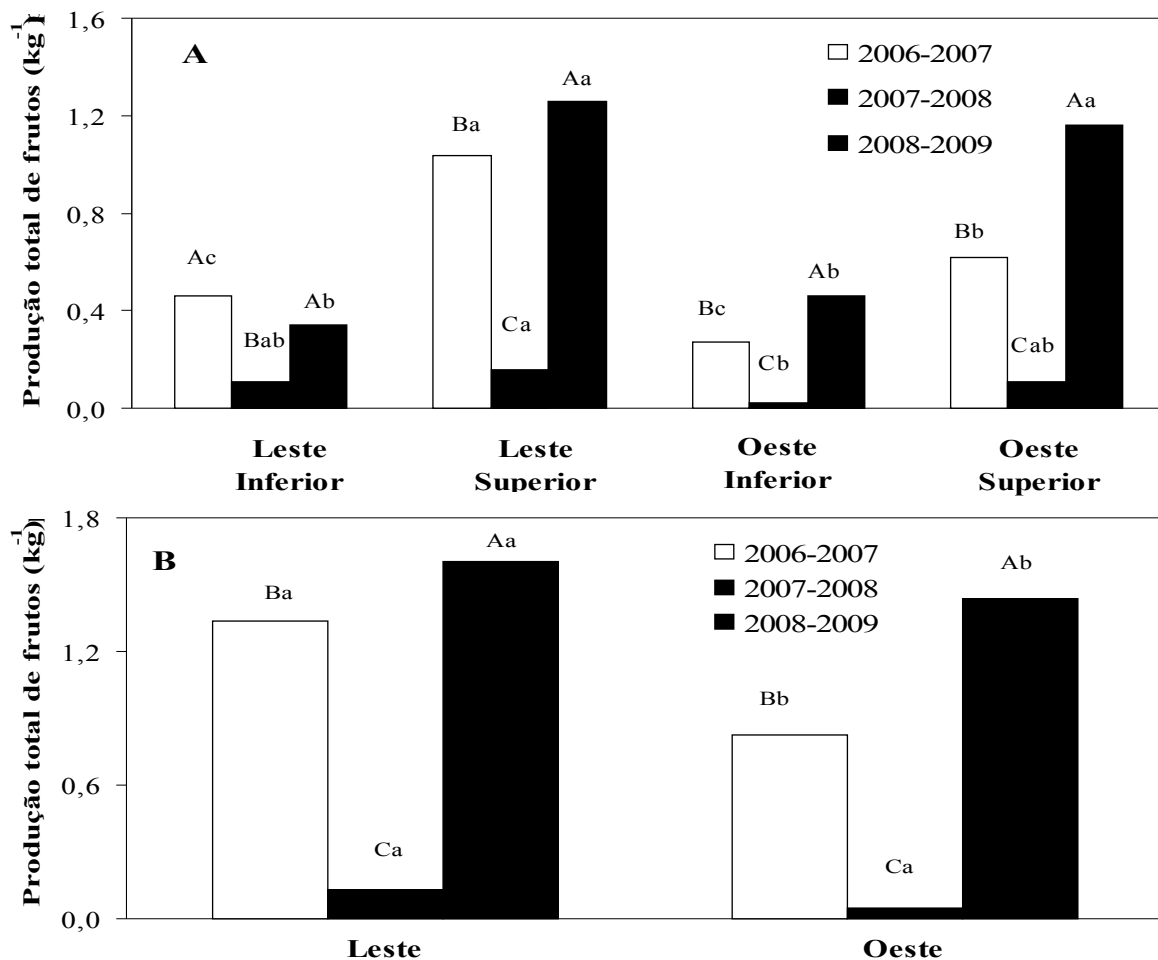 Produção total de frutos (kg⁻¹)
1,6
1,2
0,8
0,4
0,0
A
2006-2007
2007-2008
2008-2009
Ac
Bab
Ab
Ba
Ca
Aa
Bc
Cb
Ab
Bb
Cab
Aa
Leste Inferior
Leste Superior
Oeste Inferior
Oeste Superior
Produção total de frutos (kg⁻¹)
1,8
1,2
0,6
0,0
B
2006-2007
2007-2008
2008-2009
Ba
Ca
Aa
Bb
Ca
Ab
Leste
Oeste